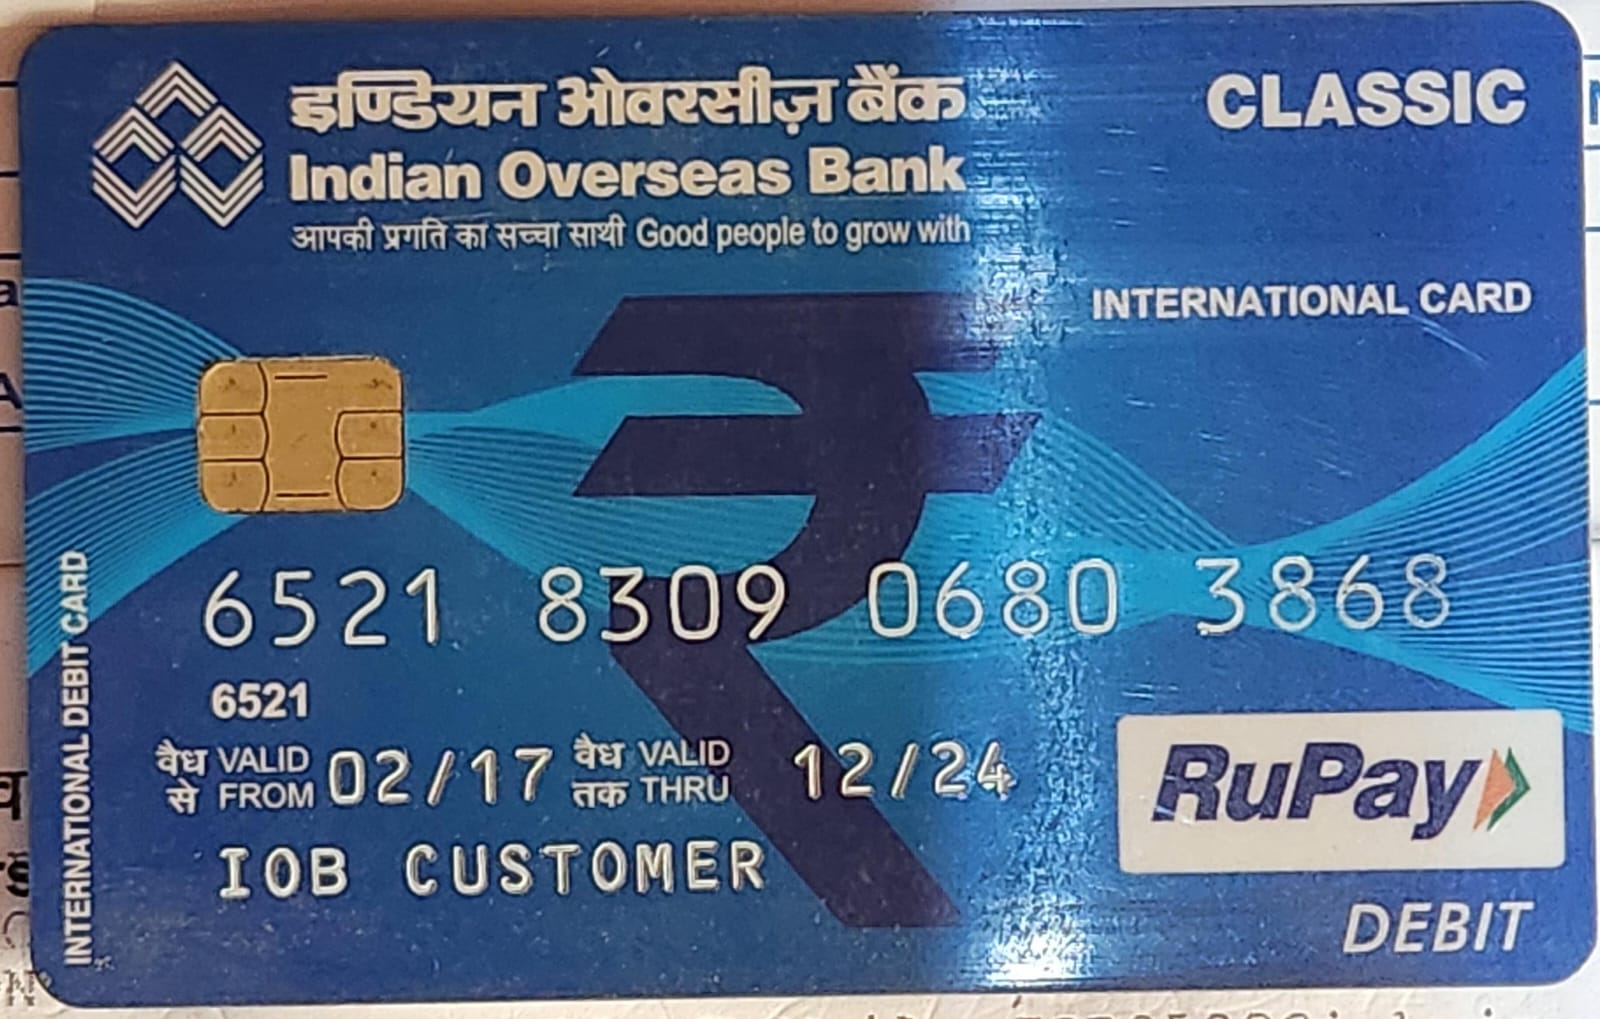 इण्डियन ओवरसीज़ बैंक
CLASSIC
Indian Overseas Bank
आपकी प्रगति का सच्चा साथी Good people to grow with
INTERNATIONAL CARD
INTERNATIONAL DEBIT CARD
6521 8309 0680 3868
6521
वैध से VALID FROM 02/17 वैध तक VALID THRU 12/24
IOB CUSTOMER
RuPay
DEBIT